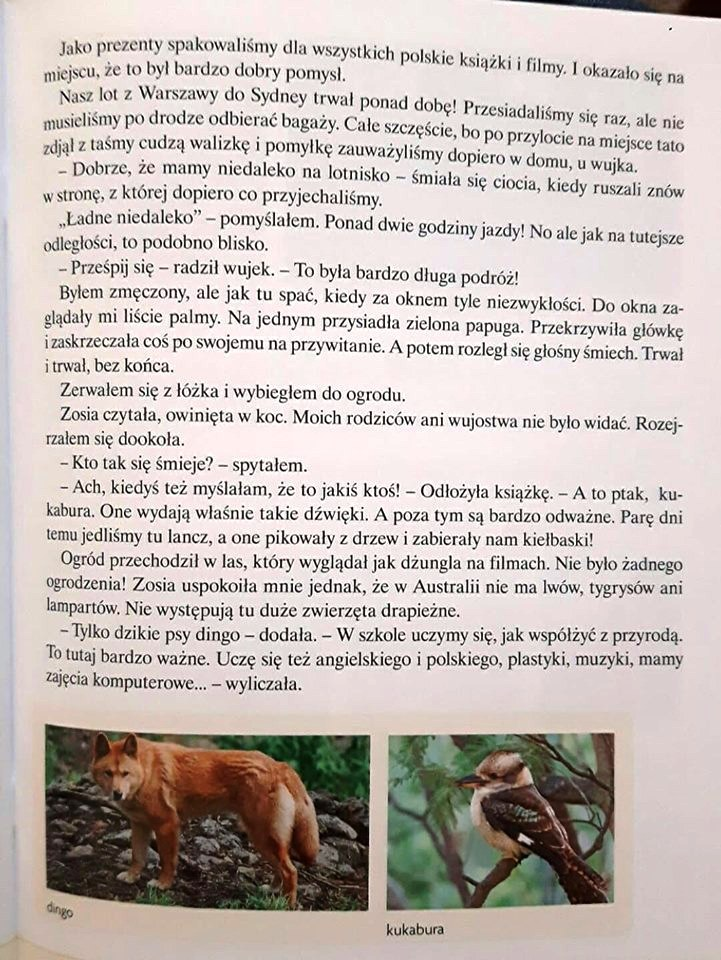 Jako prezenty spakowaliśmy dla wszystkich polskie książki i filmy. I okazało się na
miejscu, że to był bardzo dobry pomysł.
Nasz lot z Warszawy do Sydney trwał ponad dobę! Przesiadaliśmy się raz, ale nie
musieliśmy po drodze odbierać bagaży. Całe szczęście, bo po przylocie na miejsce tato
zdjął z taśmy cudzą walizkę i pomyłkę zauważyliśmy dopiero w domu, u wujka.
– Dobrze, że mamy niedaleko na lotnisko – śmiała się ciocia, kiedy ruszali znów
w stronę, z której dopiero co przyjechaliśmy.
„Ładne niedaleko” – pomyślałem. Ponad dwie godziny jazdy! No ale jak na tutejsze
odległości, to podobno blisko.
– Prześpij się – radził wujek. – To była bardzo długa podróż!
Byłem zmęczony, ale jak tu spać, kiedy za oknem tyle niezwykłości. Do okna za-
glądały mi liście palmy. Na jednym przysiadła zielona papuga. Przekrzywiła główkę
i zaskrzeczała coś po swojemu na przywitanie. A potem rozległ się głośny śmiech. Trwał
i trwał, bez końca.
Zerwałem się z łóżka i wybiegłem do ogrodu.
Zosia czytała, owinięta w koc. Moich rodziców ani wujostwa nie było widać. Rozej-
rzałem się dookoła.
– Kto tak się śmieje? – spytałem.
– Ach, kiedyś też myślałam, że to jakiś ktoś! – Odłożyła książkę. – A to ptak, ku-
kabura. One wydają właśnie takie dźwięki. A poza tym są bardzo odważne. Parę dni
temu jedliśmy tu lancz, a one pikowały z drzew i zabierały nam kiełbaski!
Ogród przechodził w las, który wyglądał jak dżungla na filmach. Nie było żadnego
ogrodzenia! Zosia uspokoiła mnie jednak, że w Australii nie ma lwów, tygrysów ani
lampartów. Nie występują tu duże zwierzęta drapieżne.
– Tylko dzikie psy dingo – dodała. – W szkole uczymy się, jak współżyć z przyrodą.
To tutaj bardzo ważne. Uczę się też angielskiego i polskiego, plastyki, muzyki, mamy
zajęcia komputerowe... – wyliczała.
dingo
kukabura